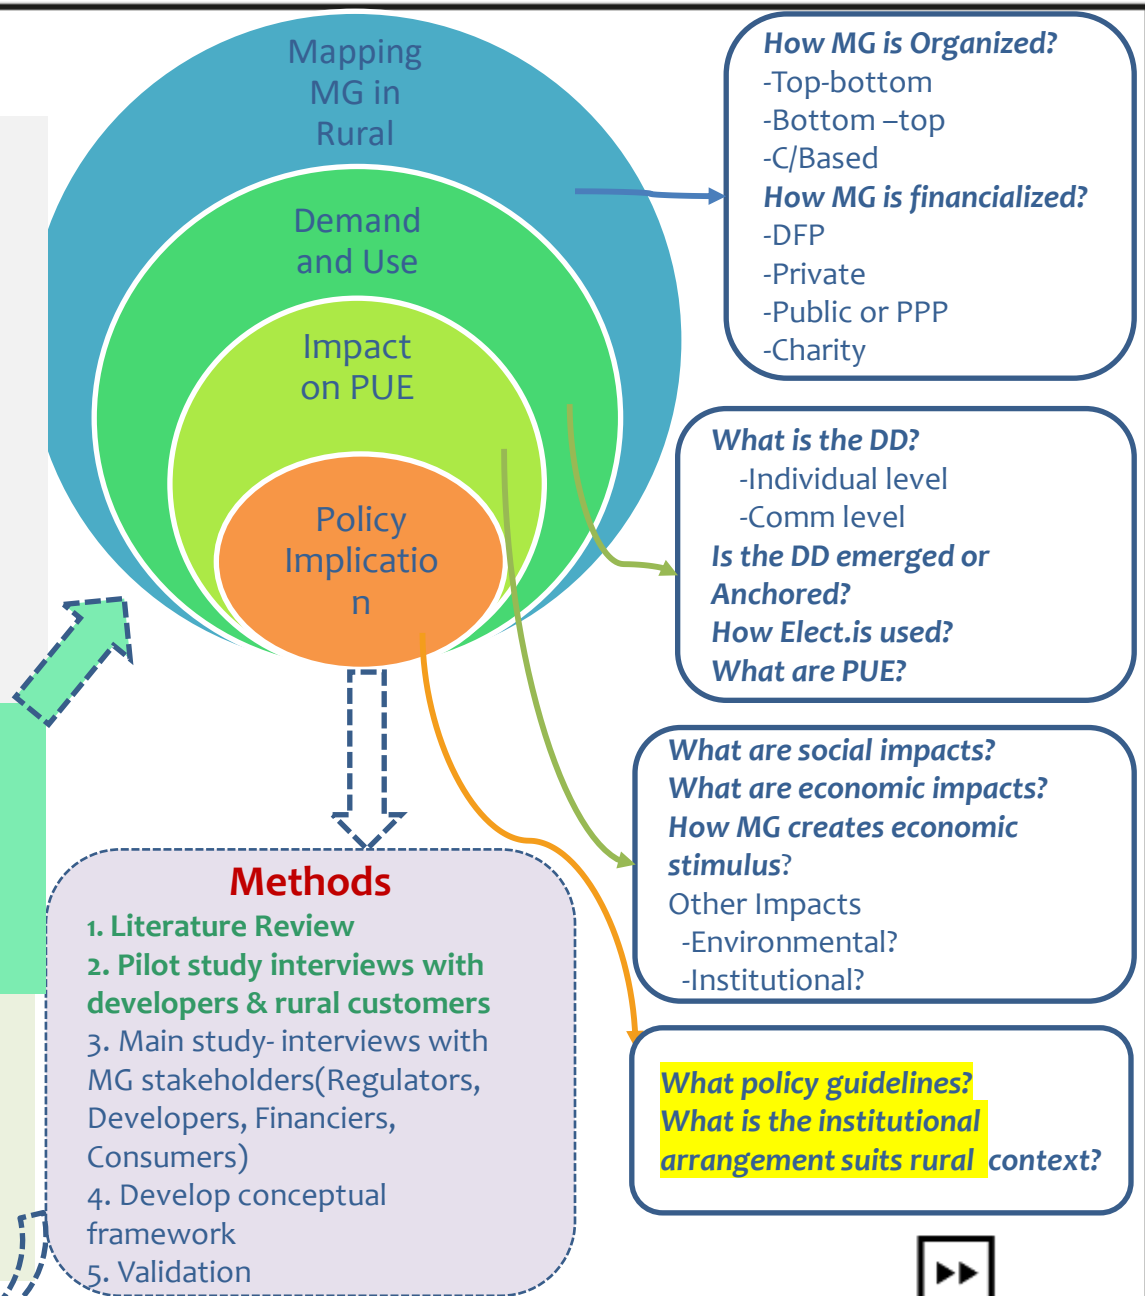 Mapping
MG in
Rural
Demand
and Use
Impact
on PUE
Policy
Implicatio
n
How MG is Organized?
-Top-bottom
-Bottom –top
-C/Based
How MG is financialized?
-DFP
-Private
-Public or PPP
-Charity
What is the DD?
-Individual level
-Comm level
Is the DD emerged or
Anchored?
How Elect.is used?
What are PUE?
What are social impacts?
What are economic impacts?
How MG creates economic
stimulus?
Other Impacts
-Environmental?
-Institutional?
What policy guidelines?
What is the institutional
arrangement suits rural context?
Methods
1. Literature Review
2. Pilot study interviews with
developers & rural customers
3. Main study- interviews with
MG stakeholders(Regulators,
Developers, Financiers,
Consumers)
4. Develop conceptual
framework
5. Validation